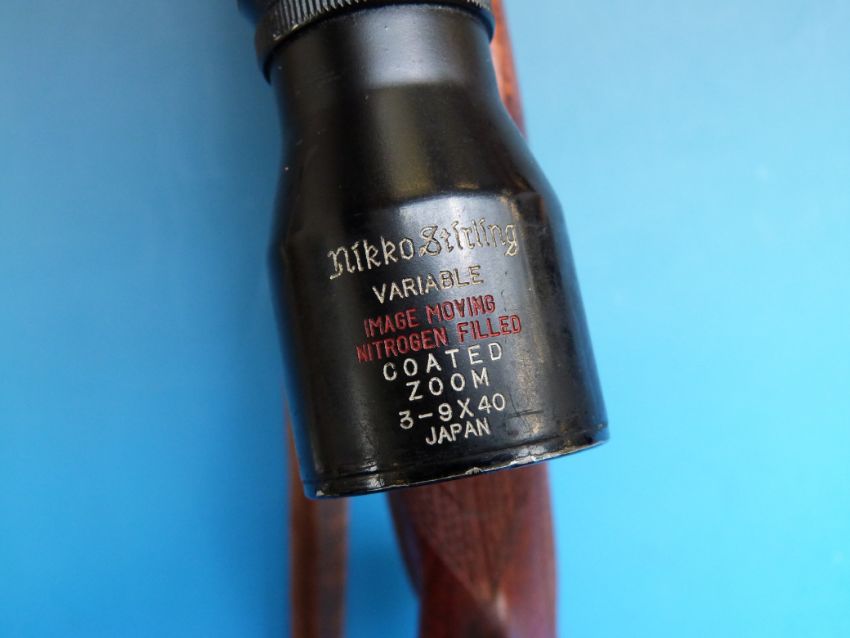 Nikko Stirling
VARIABLE
IMAGE MOVING
NITROGEN FILLED
COATED
ZOOM
3-9X40
JAPAN